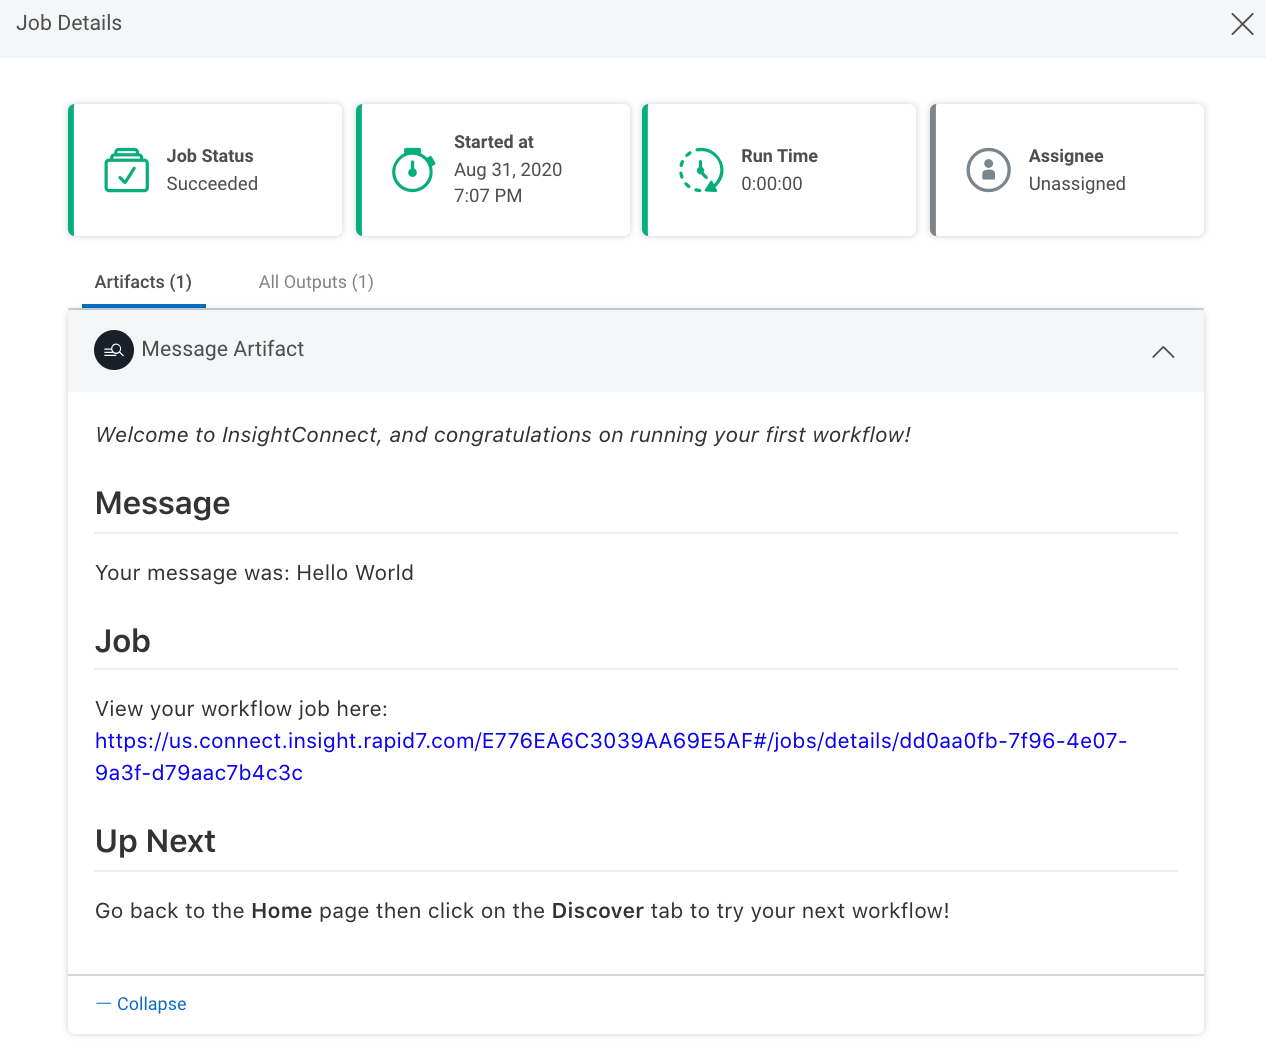 Job Details
Job Status
Succeeded
Started at
Aug 31, 2020
7:07 PM
Run Time
0:00:00
Assignee
Unassigned
Artifacts (1)
All Outputs (1)
Message Artifact
Welcome to InsightConnect, and congratulations on running your first workflow!
Message
Your message was: Hello World
Job
View your workflow job here:
https://us.connect.insight.rapid7.com/E776EA6C3039AA69E5AF#/jobs/details/dd0aa0fb-7f96-4e07-
9a3f-d79aac7b4c3c
Up Next
Go back to the Home page then click on the Discover tab to try your next workflow!
— Collapse